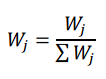 W_j = W_j / ∑ W_j